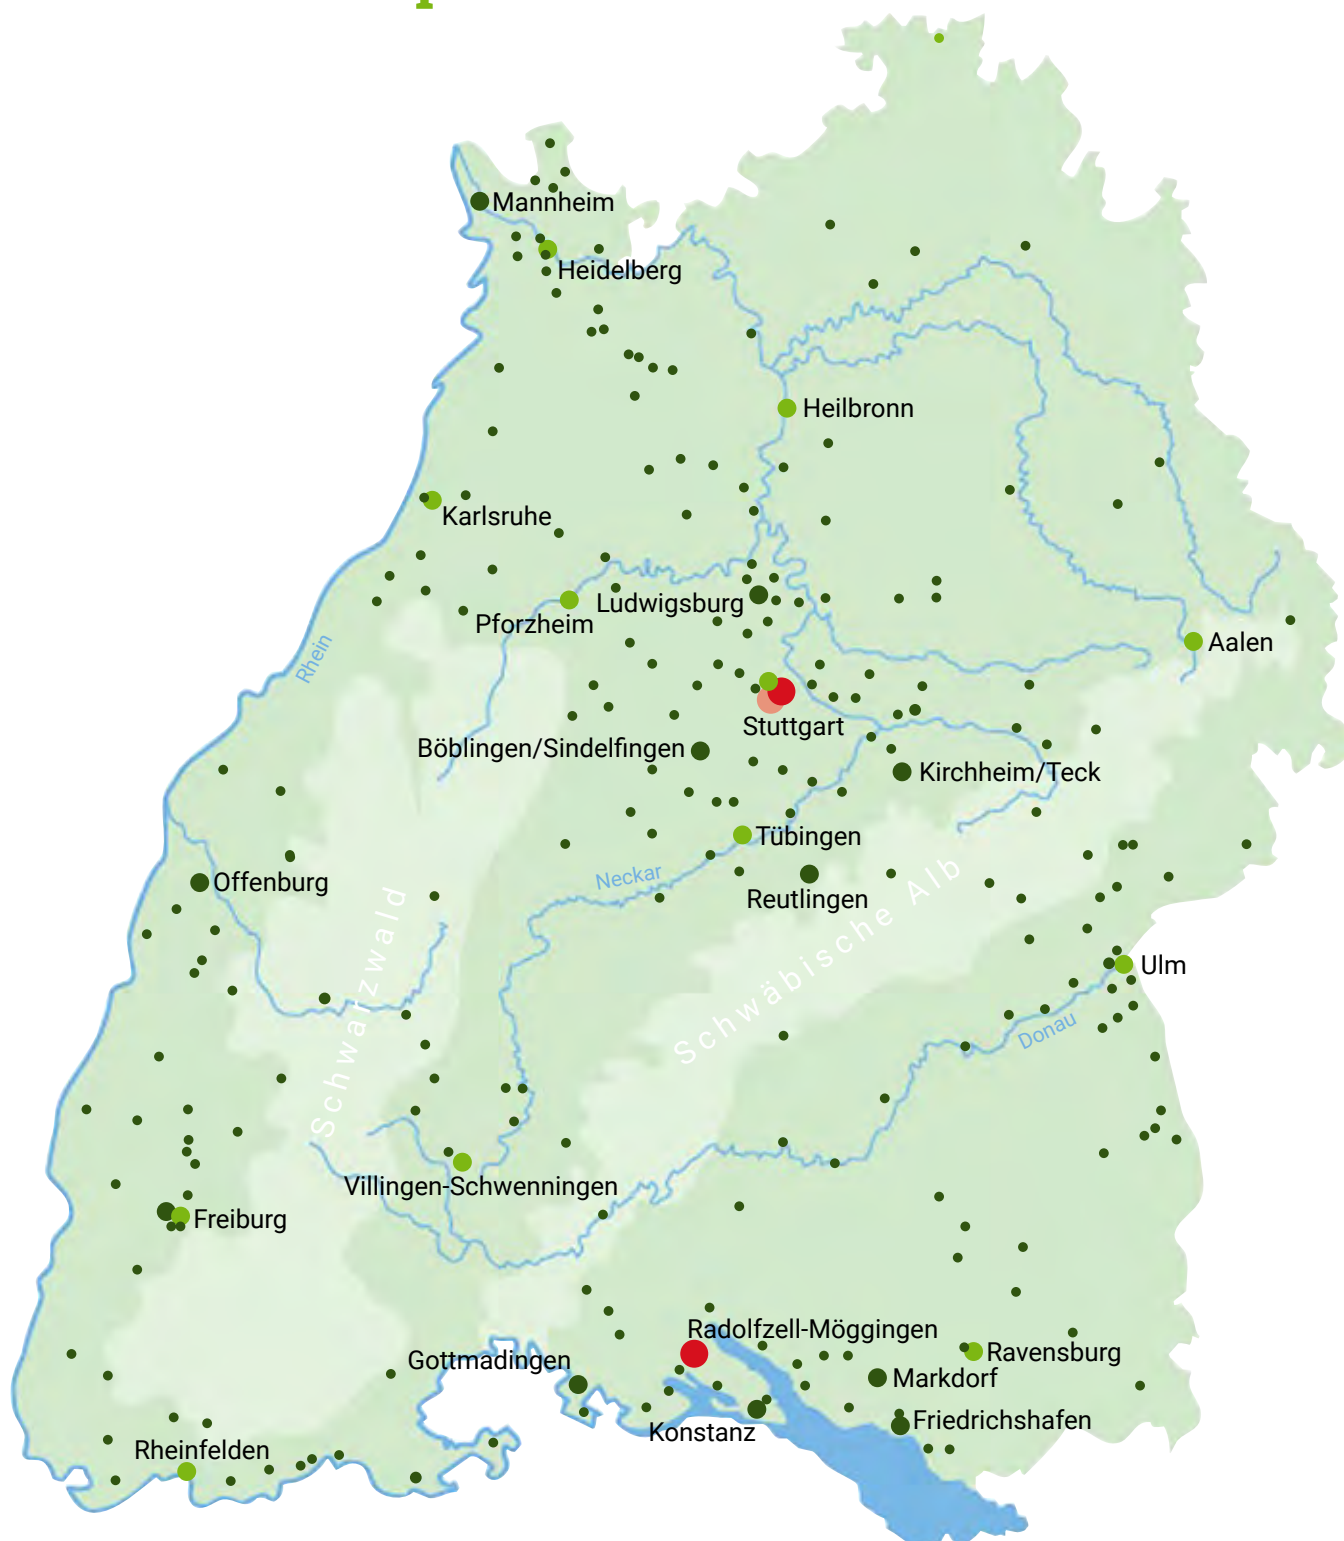 Mannheim
Heidelberg
Heilbronn
Karlsruhe
Ludwigsburg
Pforzheim
Rhein
Aalen
Stuttgart
Böblingen/Sindelfingen
Kirchheim/Teck
Tübingen
Neckar
Offenburg
Reutlingen
Schwarzwald
Schwäbische Alb
Ulm
Donau
Villingen-Schwenningen
Freiburg
Radolfzell-Möggingen
Gottmadingen
Ravensburg
Markdorf
Friedrichshafen
Konstanz
Rheinfelden